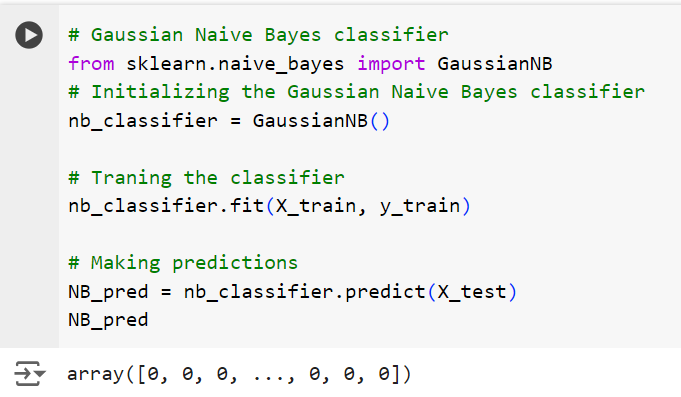 # Gaussian Naive Bayes classifier
from sklearn.naive_bayes import GaussianNB
# Initializing the Gaussian Naive Bayes classifier
nb_classifier = GaussianNB()
# Traning the classifier
nb_classifier.fit(X_train, y_train)
# Making predictions
NB_pred = nb_classifier.predict(X_test)
NB_pred
array([0, 0, 0, ..., 0, 0, 0])